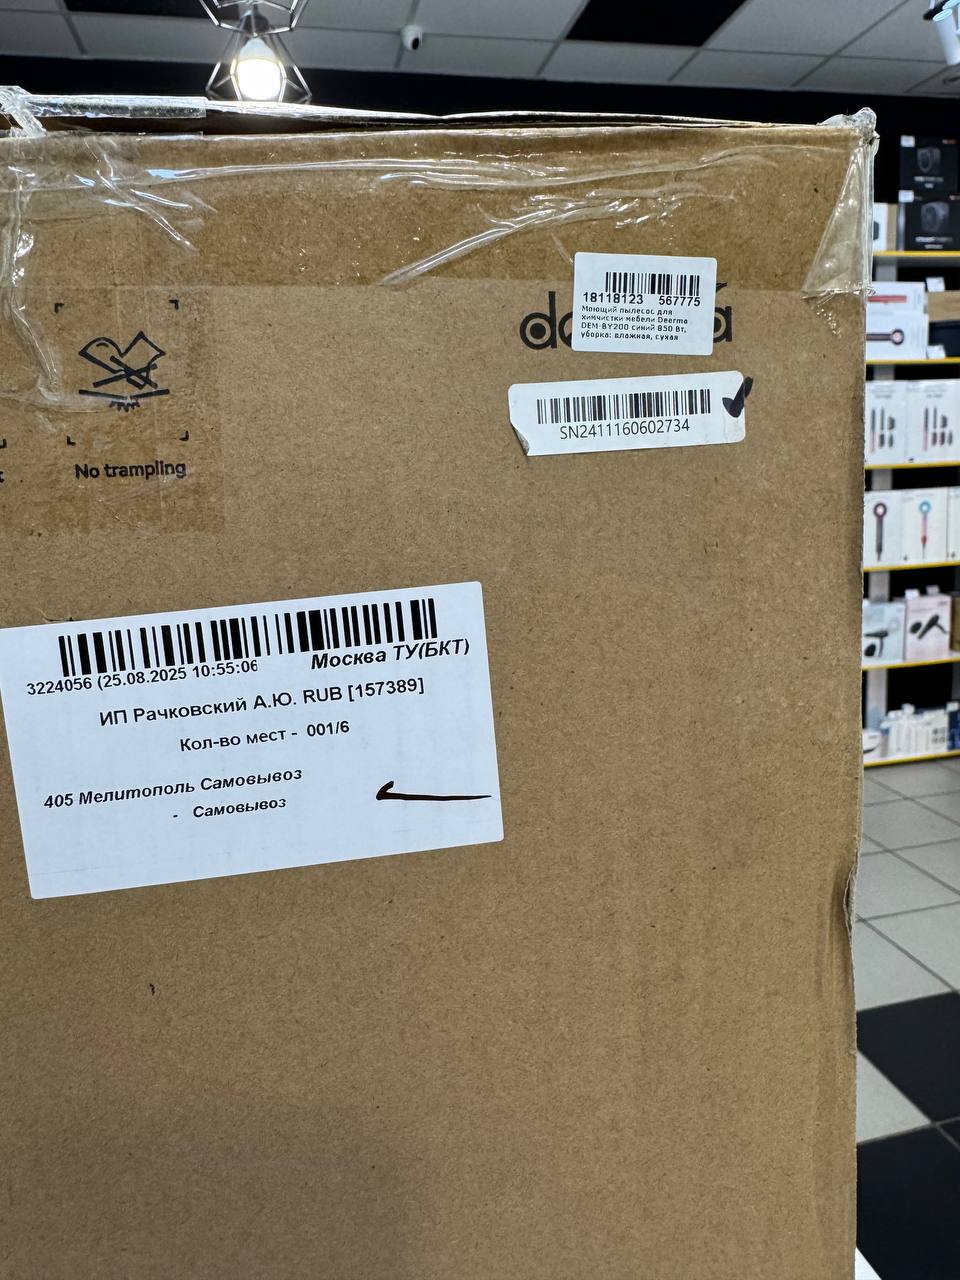 18118123 567775
Моющий пылесос для
химчистки мебели Deerma
DEM-BY200 синий 850 Вт,
уборка: влажная, сухая
SN2411160602734
No trampling
3224056 (25.08.2025 10:55:06
Москва ТУ(БКТ)
ИП Рачковский А.Ю. RUB [157389]
Кол-во мест - 001/6
405 Мелитополь Самовывоз
- Самовывоз